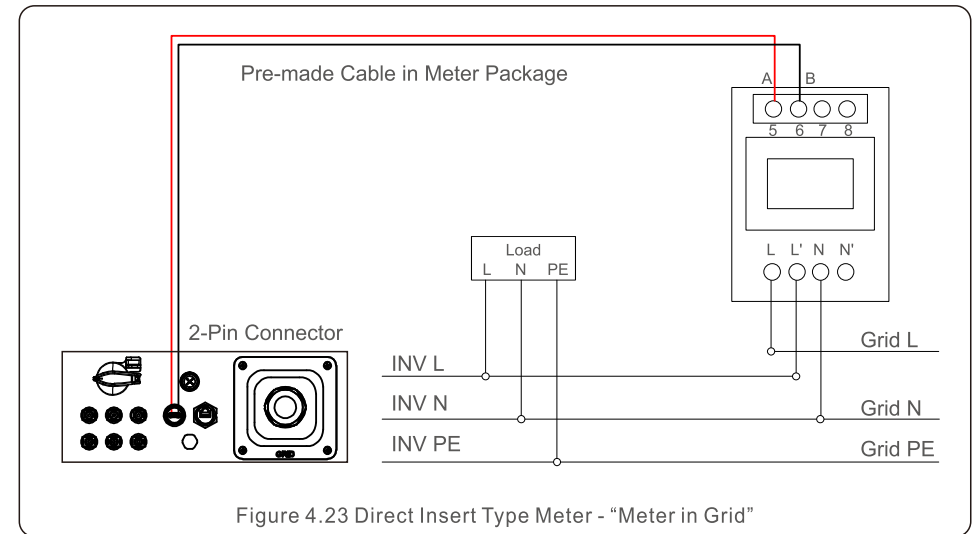 Pre-made Cable in Meter Package
A B
5 6 7 8
L L' N N'
Load
L N PE
2-Pin Connector
Grid L
INV L
INV N
Grid N
INV PE
Grid PE
GRID
Figure 4.23 Direct Insert Type Meter - “Meter in Grid”